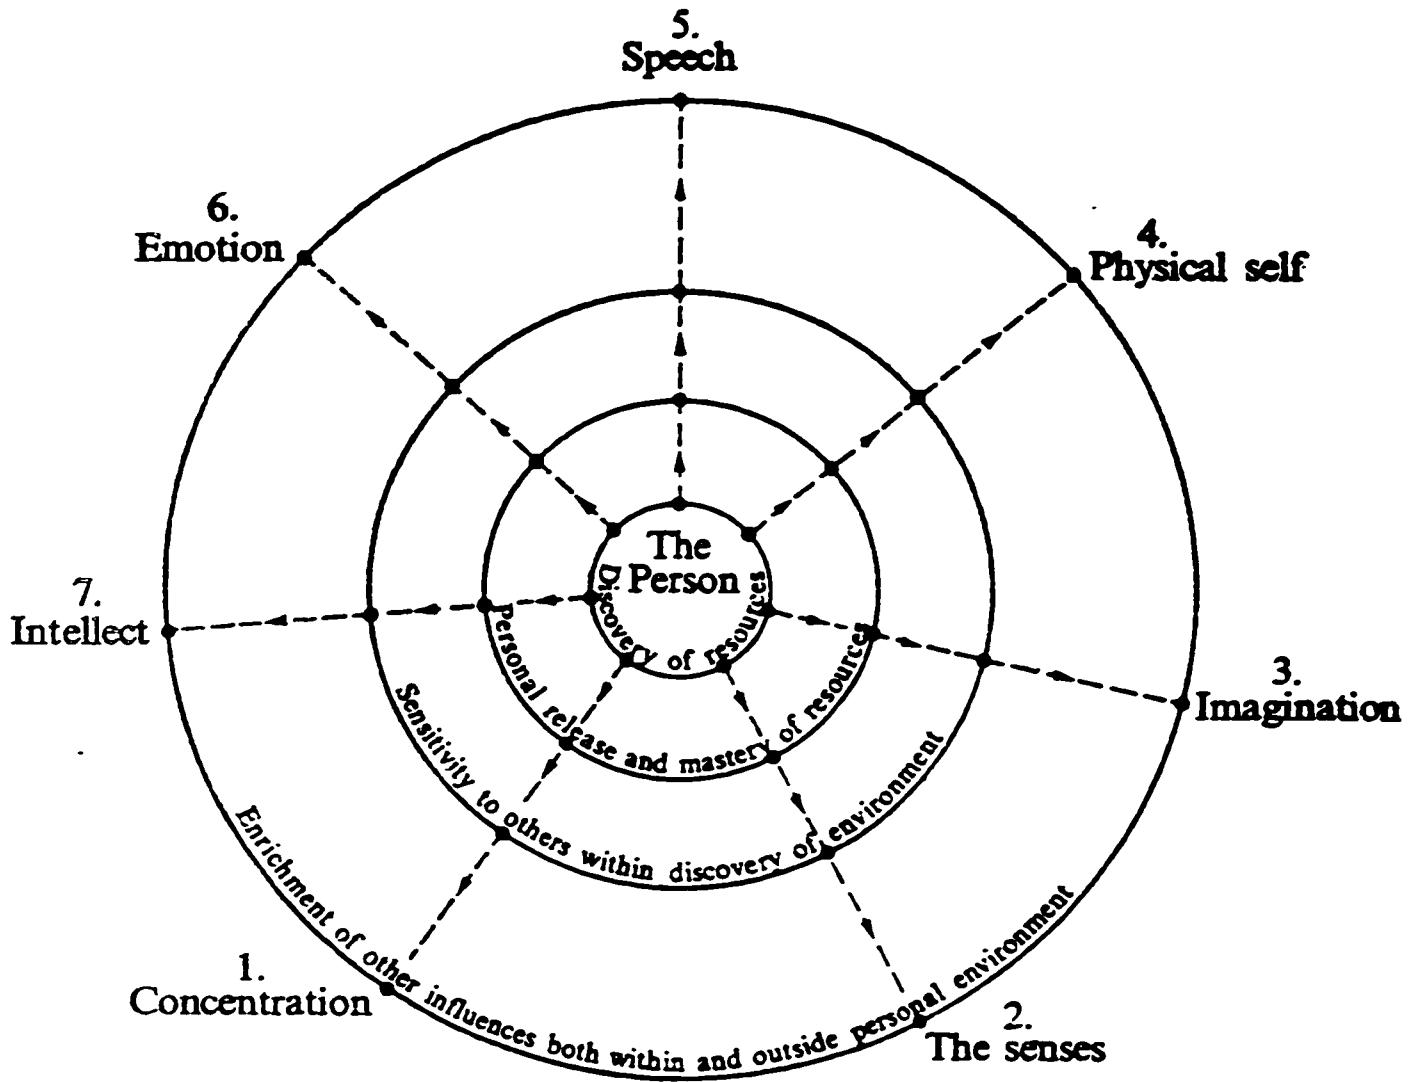 5.
Speech
6.
Emotion
4.
Physical self
The
Person
Discovery of resources
7.
Intellect
Personal release and mastery of resources
3.
Imagination
Sensitivity to others within discovery of environment
Enrichment of other influences both within and outside personal environment
1.
Concentration
2.
The senses